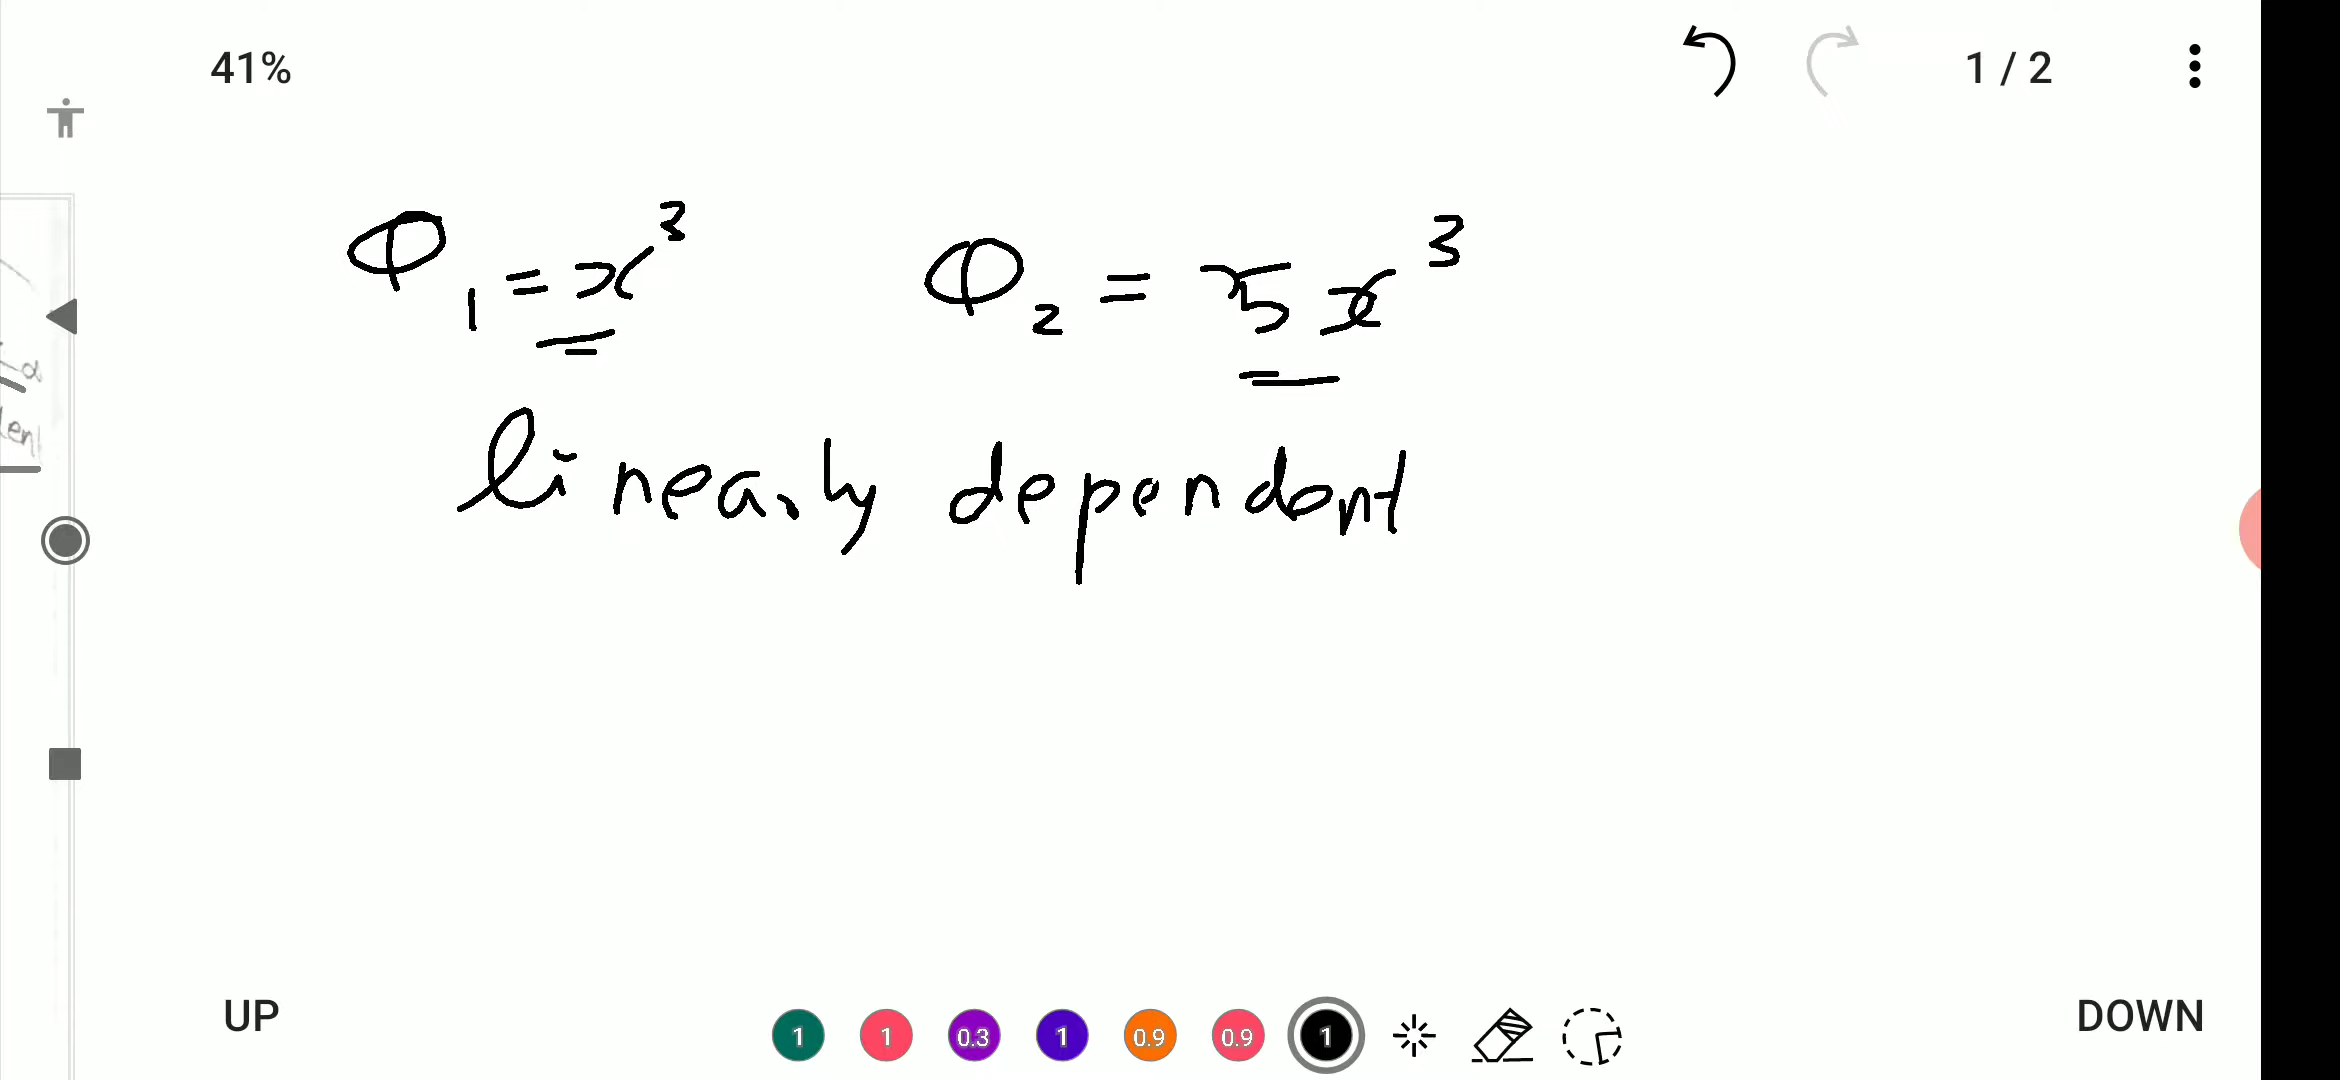 41% 1 / 2
Φ₁ = x³ Φ₂ = 5x³
linearly dependent
UP 1 1 0.3 1 0.9 0.9 1 DOWN